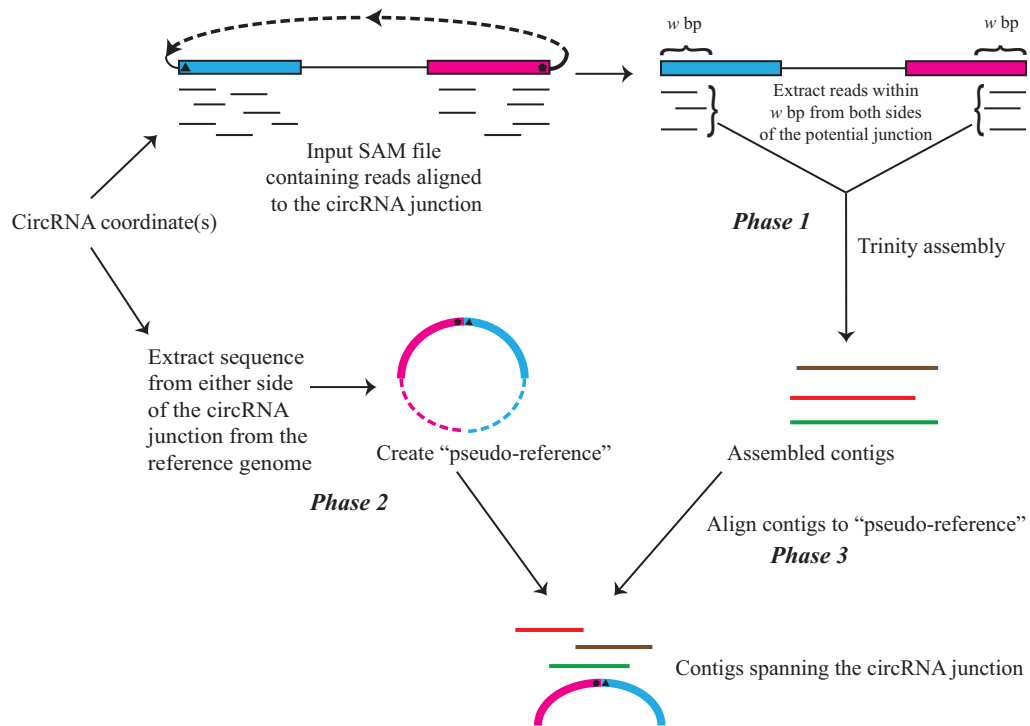 w bp
w bp
Extract reads within
w bp from both sides
of the potential junction
Input SAM file
containing reads aligned
to the circRNA junction
CircRNA coordinate(s)
Phase 1
Trinity assembly
Extract sequence
from either side
of the circRNA
junction from the
reference genome
Create “pseudo-reference”
Assembled contigs
Phase 2
Align contigs to “pseudo-reference”
Phase 3
Contigs spanning the circRNA junction